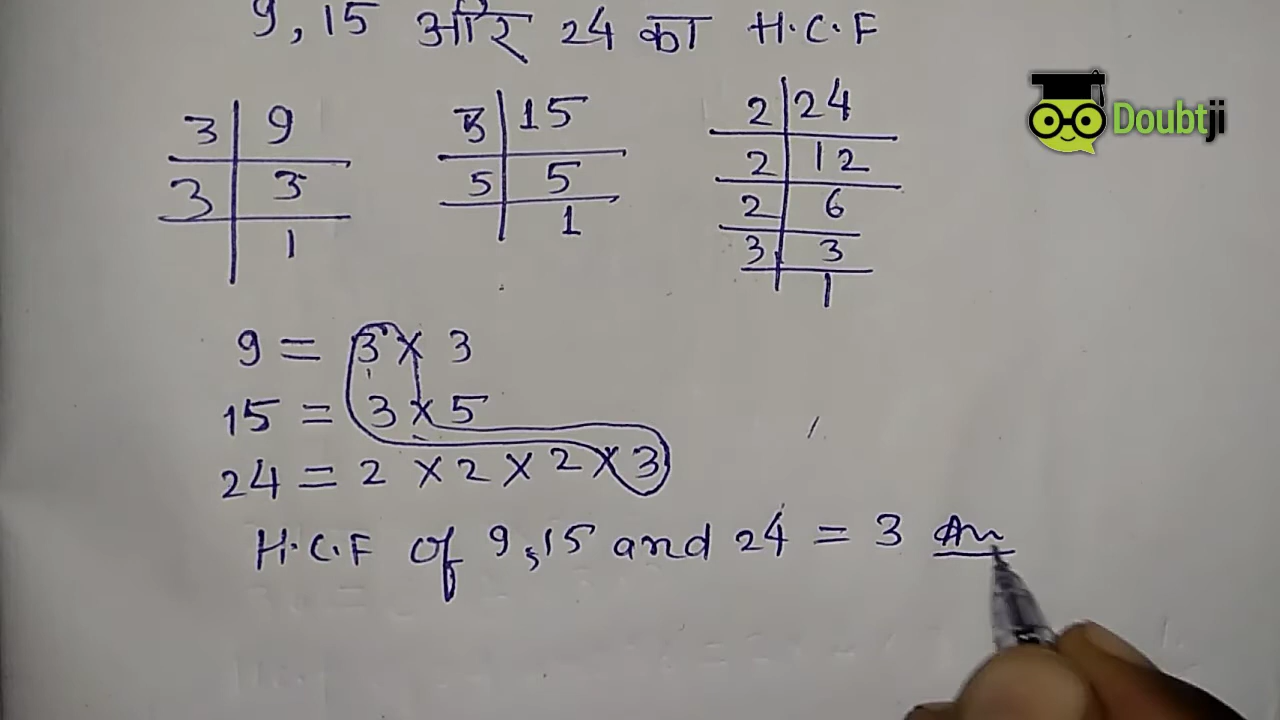 9, 15 और 24 का H.C.F
3 | 9
3 | 3
1
3 | 15
5 | 5
1
2 | 24
2 | 12
2 | 6
3 | 3
1
Doubtji
9 = 3 × 3
15 = 3 × 5
24 = 2 × 2 × 2 × 3
H.C.F of 9,15 and 24 = 3 Ans